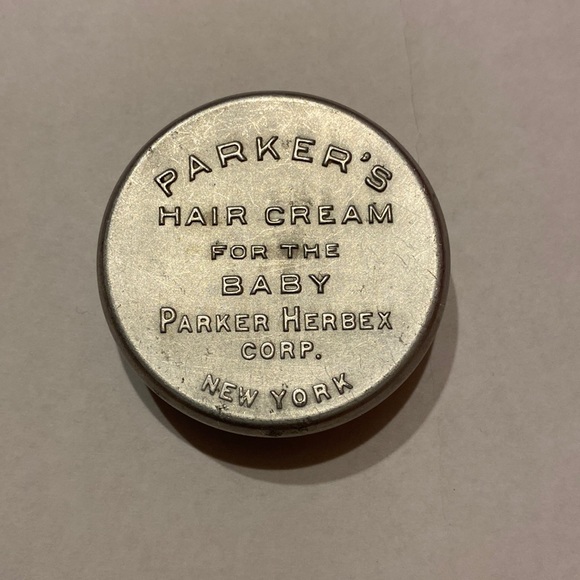 PARKER'S
HAIR CREAM
FOR THE
BABY
PARKER HERBEX
CORP.
NEW YORK